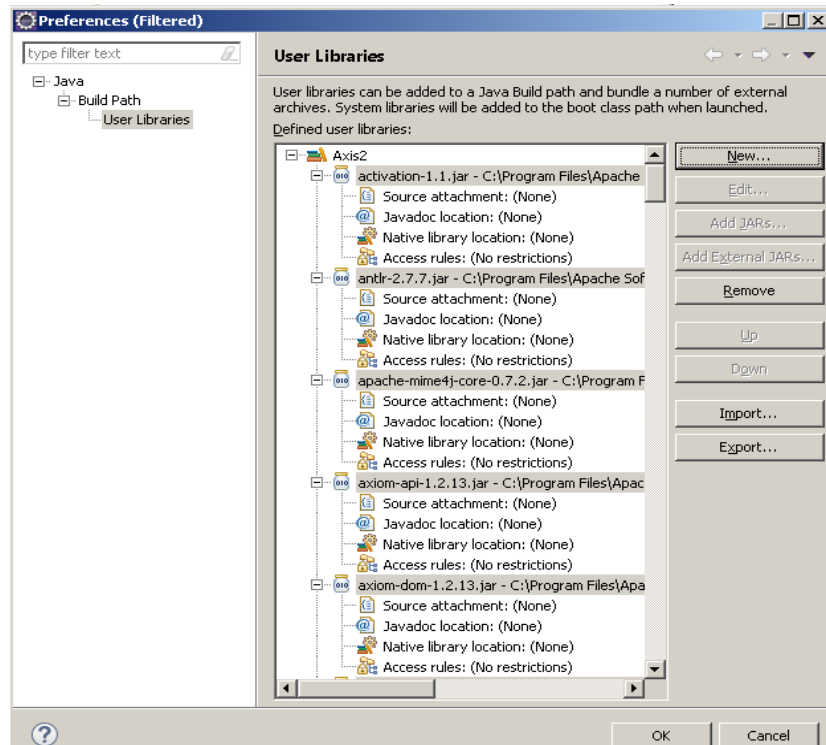 Preferences (Filtered)
type filter text
Java
Build Path
User Libraries
User Libraries
User libraries can be added to a Java Build path and bundle a number of external
archives. System libraries will be added to the boot class path when launched.
Defined user libraries:
Axis2
activation-1.1.jar - C:\Program Files\Apache
Source attachment: (None)
Javadoc location: (None)
Native library location: (None)
Access rules: (No restrictions)
antlr-2.7.7.jar - C:\Program Files\Apache Sof
Source attachment: (None)
Javadoc location: (None)
Native library location: (None)
Access rules: (No restrictions)
apache-mime4j-core-0.7.2.jar - C:\Program F
Source attachment: (None)
Javadoc location: (None)
Native library location: (None)
Access rules: (No restrictions)
axiom-api-1.2.13.jar - C:\Program Files\Apac
Source attachment: (None)
Javadoc location: (None)
Native library location: (None)
Access rules: (No restrictions)
axiom-dom-1.2.13.jar - C:\Program Files\Apa
Source attachment: (None)
Javadoc location: (None)
Native library location: (None)
Access rules: (No restrictions)
New...
Edit...
Add JARs...
Add External JARs...
Remove
Up
Down
Import...
Export...
OK
Cancel